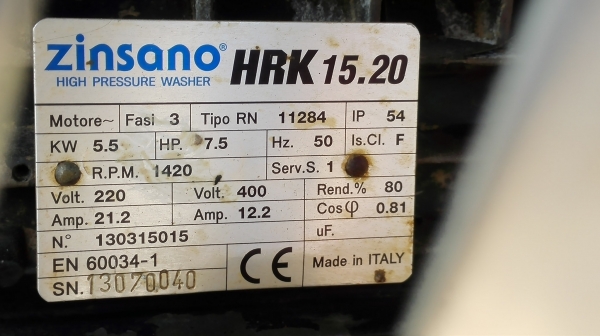 zinsano® HRK 15.20
HIGH PRESSURE WASHER
Motore~ Fasi 3 Tipo RN 11284 IP 54
KW 5.5 HP. 7.5 Hz. 50 Is.Cl. F
R.P.M. 1420 Serv.S. 1
Volt. 220 Volt. 400 Rend.% 80
Amp. 21.2 Amp. 12.2 Cosφ 0.81
N.° 130315015 uF.
EN 60034-1 CE Made in ITALY
SN. 13070040